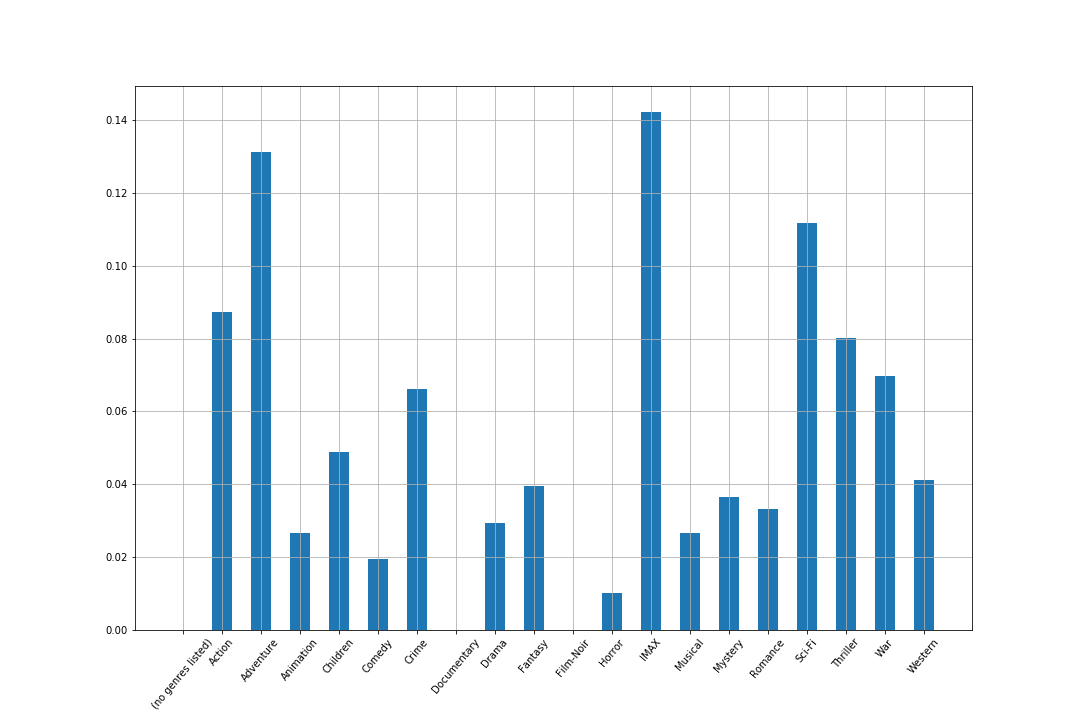 0.14
0.12
0.10
0.08
0.06
0.04
0.02
0.00
(no genres listed)
Action
Adventure
Animation
Children
Comedy
Crime
Documentary
Drama
Fantasy
Film-Noir
Horror
IMAX
Musical
Mystery
Romance
Sci-Fi
Thriller
War
Western